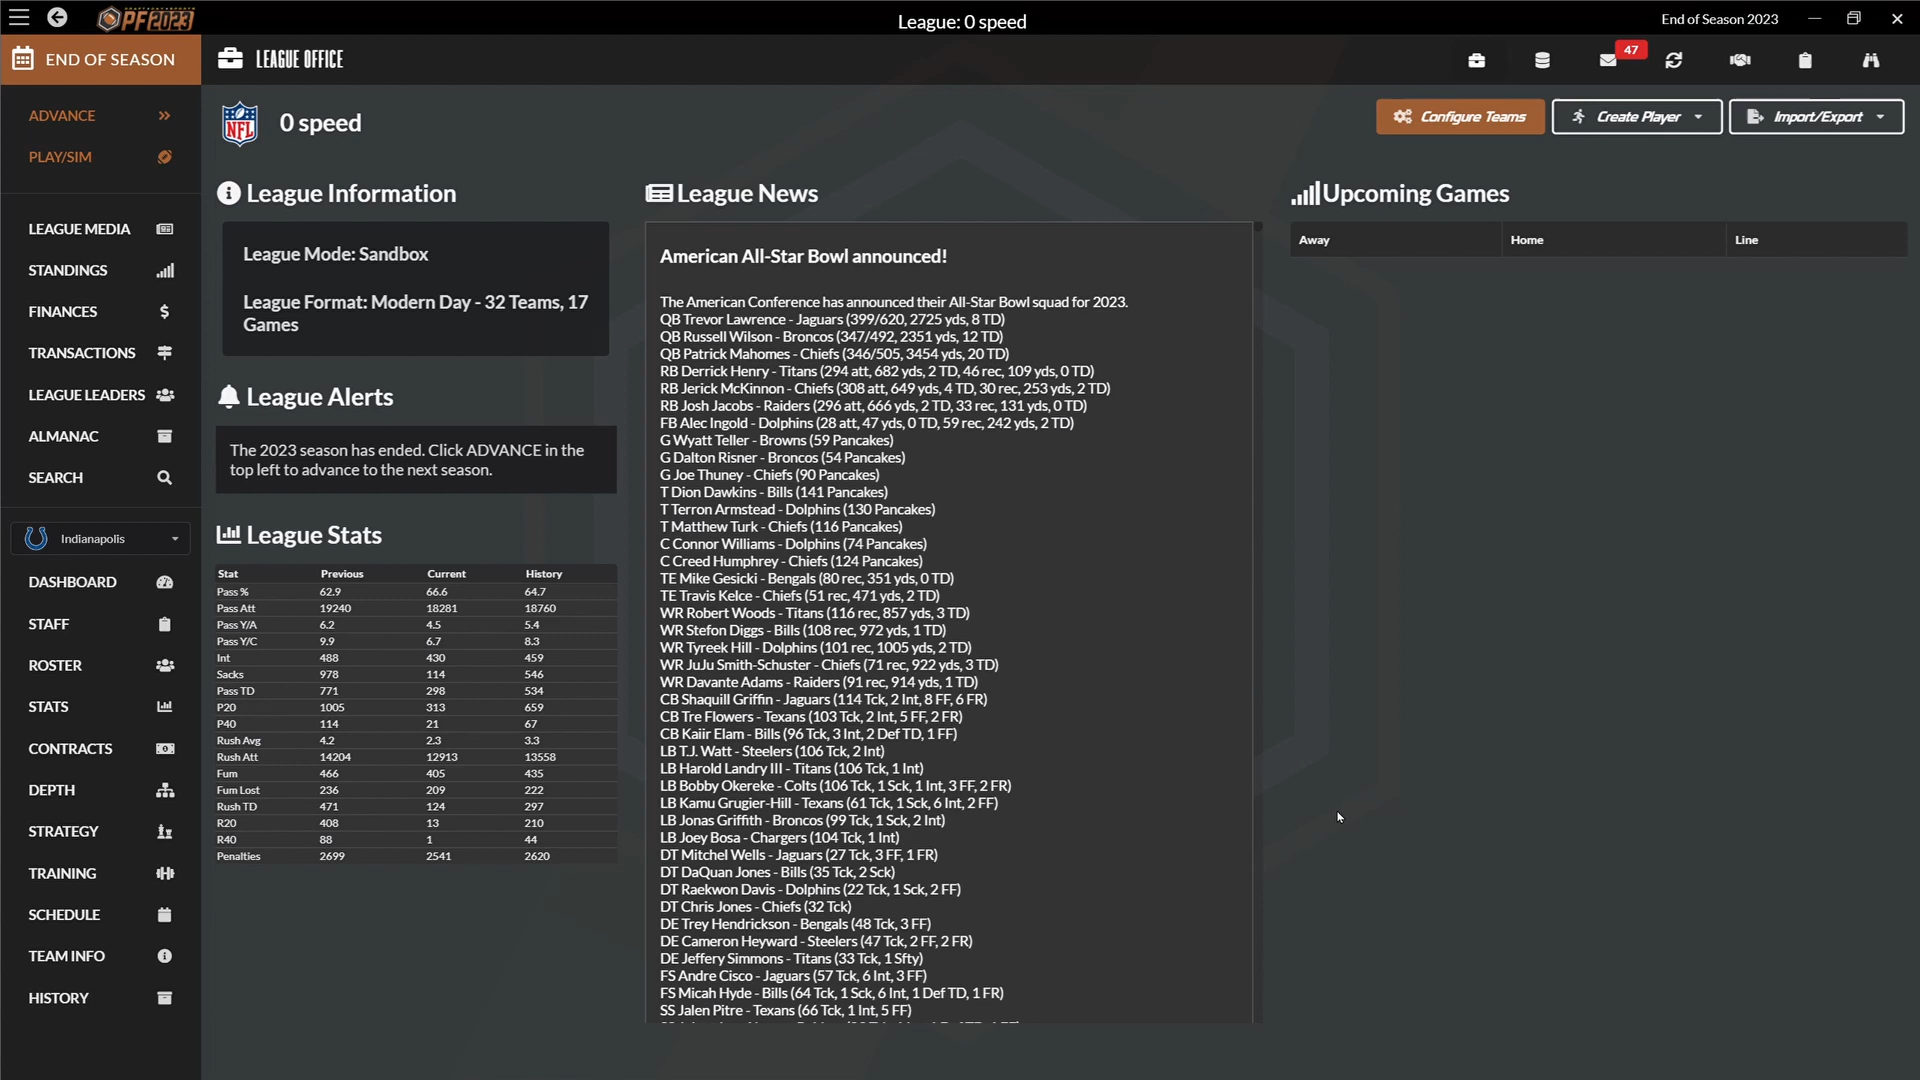 PF2023
League: 0 speed
End of Season 2023
END OF SEASON
LEAGUE OFFICE
47
ADVANCE
PLAY/SIM
LEAGUE MEDIA
STANDINGS
FINANCES
TRANSACTIONS
LEAGUE LEADERS
ALMANAC
SEARCH
Indianapolis
DASHBOARD
STAFF
ROSTER
STATS
CONTRACTS
DEPTH
STRATEGY
TRAINING
SCHEDULE
TEAM INFO
HISTORY
NFL
0 speed
Configure Teams
Create Player
Import/Export
League Information
League Mode: Sandbox
League Format: Modern Day - 32 Teams, 17
Games
League Alerts
The 2023 season has ended. Click ADVANCE in the
top left to advance to the next season.
League Stats
Stat Previous Current History
Pass % 62.9 66.6 64.7
Pass Att 19240 18281 18760
Pass Y/A 6.2 4.5 5.4
Pass Y/C 9.9 6.7 8.3
Int 488 430 459
Sacks 978 114 546
Pass TD 771 298 534
P20 1005 313 659
P40 114 21 67
Rush Avg 4.2 2.3 3.3
Rush Att 14204 12913 13558
Fum 466 405 435
Fum Lost 236 209 222
Rush TD 471 124 297
R20 408 13 210
R40 88 1 44
Penalties 2699 2541 2620
League News
American All-Star Bowl announced!
The American Conference has announced their All-Star Bowl squad for 2023.
QB Trevor Lawrence - Jaguars (399/620, 2725 yds, 8 TD)
QB Russell Wilson - Broncos (347/492, 2351 yds, 12 TD)
QB Patrick Mahomes - Chiefs (346/505, 3454 yds, 20 TD)
RB Derrick Henry - Titans (294 att, 682 yds, 2 TD, 46 rec, 109 yds, 0 TD)
RB Jerick McKinnon - Chiefs (308 att, 649 yds, 4 TD, 30 rec, 253 yds, 2 TD)
RB Josh Jacobs - Raiders (296 att, 666 yds, 2 TD, 33 rec, 131 yds, 0 TD)
FB Alec Ingold - Dolphins (28 att, 47 yds, 0 TD, 59 rec, 242 yds, 2 TD)
G Wyatt Teller - Browns (59 Pancakes)
G Dalton Risner - Broncos (54 Pancakes)
G Joe Thuney - Chiefs (90 Pancakes)
T Dion Dawkins - Bills (141 Pancakes)
T Terron Armstead - Dolphins (130 Pancakes)
T Matthew Turk - Chiefs (116 Pancakes)
C Connor Williams - Dolphins (74 Pancakes)
C Creed Humphrey - Chiefs (124 Pancakes)
TE Mike Gesicki - Bengals (80 rec, 351 yds, 0 TD)
TE Travis Kelce - Chiefs (51 rec, 471 yds, 2 TD)
WR Robert Woods - Titans (116 rec, 857 yds, 3 TD)
WR Stefon Diggs - Bills (108 rec, 972 yds, 1 TD)
WR Tyreek Hill - Dolphins (101 rec, 1005 yds, 2 TD)
WR JuJu Smith-Schuster - Chiefs (71 rec, 922 yds, 3 TD)
WR Davante Adams - Raiders (91 rec, 914 yds, 1 TD)
CB Shaquill Griffin - Jaguars (114 Tck, 2 Int, 8 FF, 6 FR)
CB Tre Flowers - Texans (103 Tck, 2 Int, 5 FF, 2 FR)
CB Kaiir Elam - Bills (96 Tck, 3 Int, 2 Def TD, 1 FF)
LB T.J. Watt - Steelers (106 Tck, 2 Int)
LB Harold Landry III - Titans (106 Tck, 1 Int)
LB Bobby Okereke - Colts (106 Tck, 1 Sck, 1 Int, 3 FF, 2 FR)
LB Kamu Grugier-Hill - Texans (61 Tck, 1 Sck, 6 Int, 2 FF)
LB Jonas Griffith - Broncos (99 Tck, 1 Sck, 2 Int)
LB Joey Bosa - Chargers (104 Tck, 1 Int)
DT Mitchel Wells - Jaguars (27 Tck, 3 FF, 1 FR)
DT DaQuan Jones - Bills (35 Tck, 2 Sck)
DT Raekwon Davis - Dolphins (22 Tck, 1 Sck, 2 FF)
DT Chris Jones - Chiefs (32 Tck)
DE Trey Hendrickson - Bengals (48 Tck, 3 FF)
DE Cameron Heyward - Steelers (47 Tck, 2 FF, 2 FR)
DE Jeffery Simmons - Titans (33 Tck, 1 Sfty)
FS Andre Cisco - Jaguars (57 Tck, 6 Int, 3 FF)
FS Micah Hyde - Bills (64 Tck, 1 Sck, 6 Int, 1 Def TD, 1 FR)
SS Jalen Pitre - Texans (66 Tck, 1 Int, 5 FF)
Upcoming Games
Away Home Line